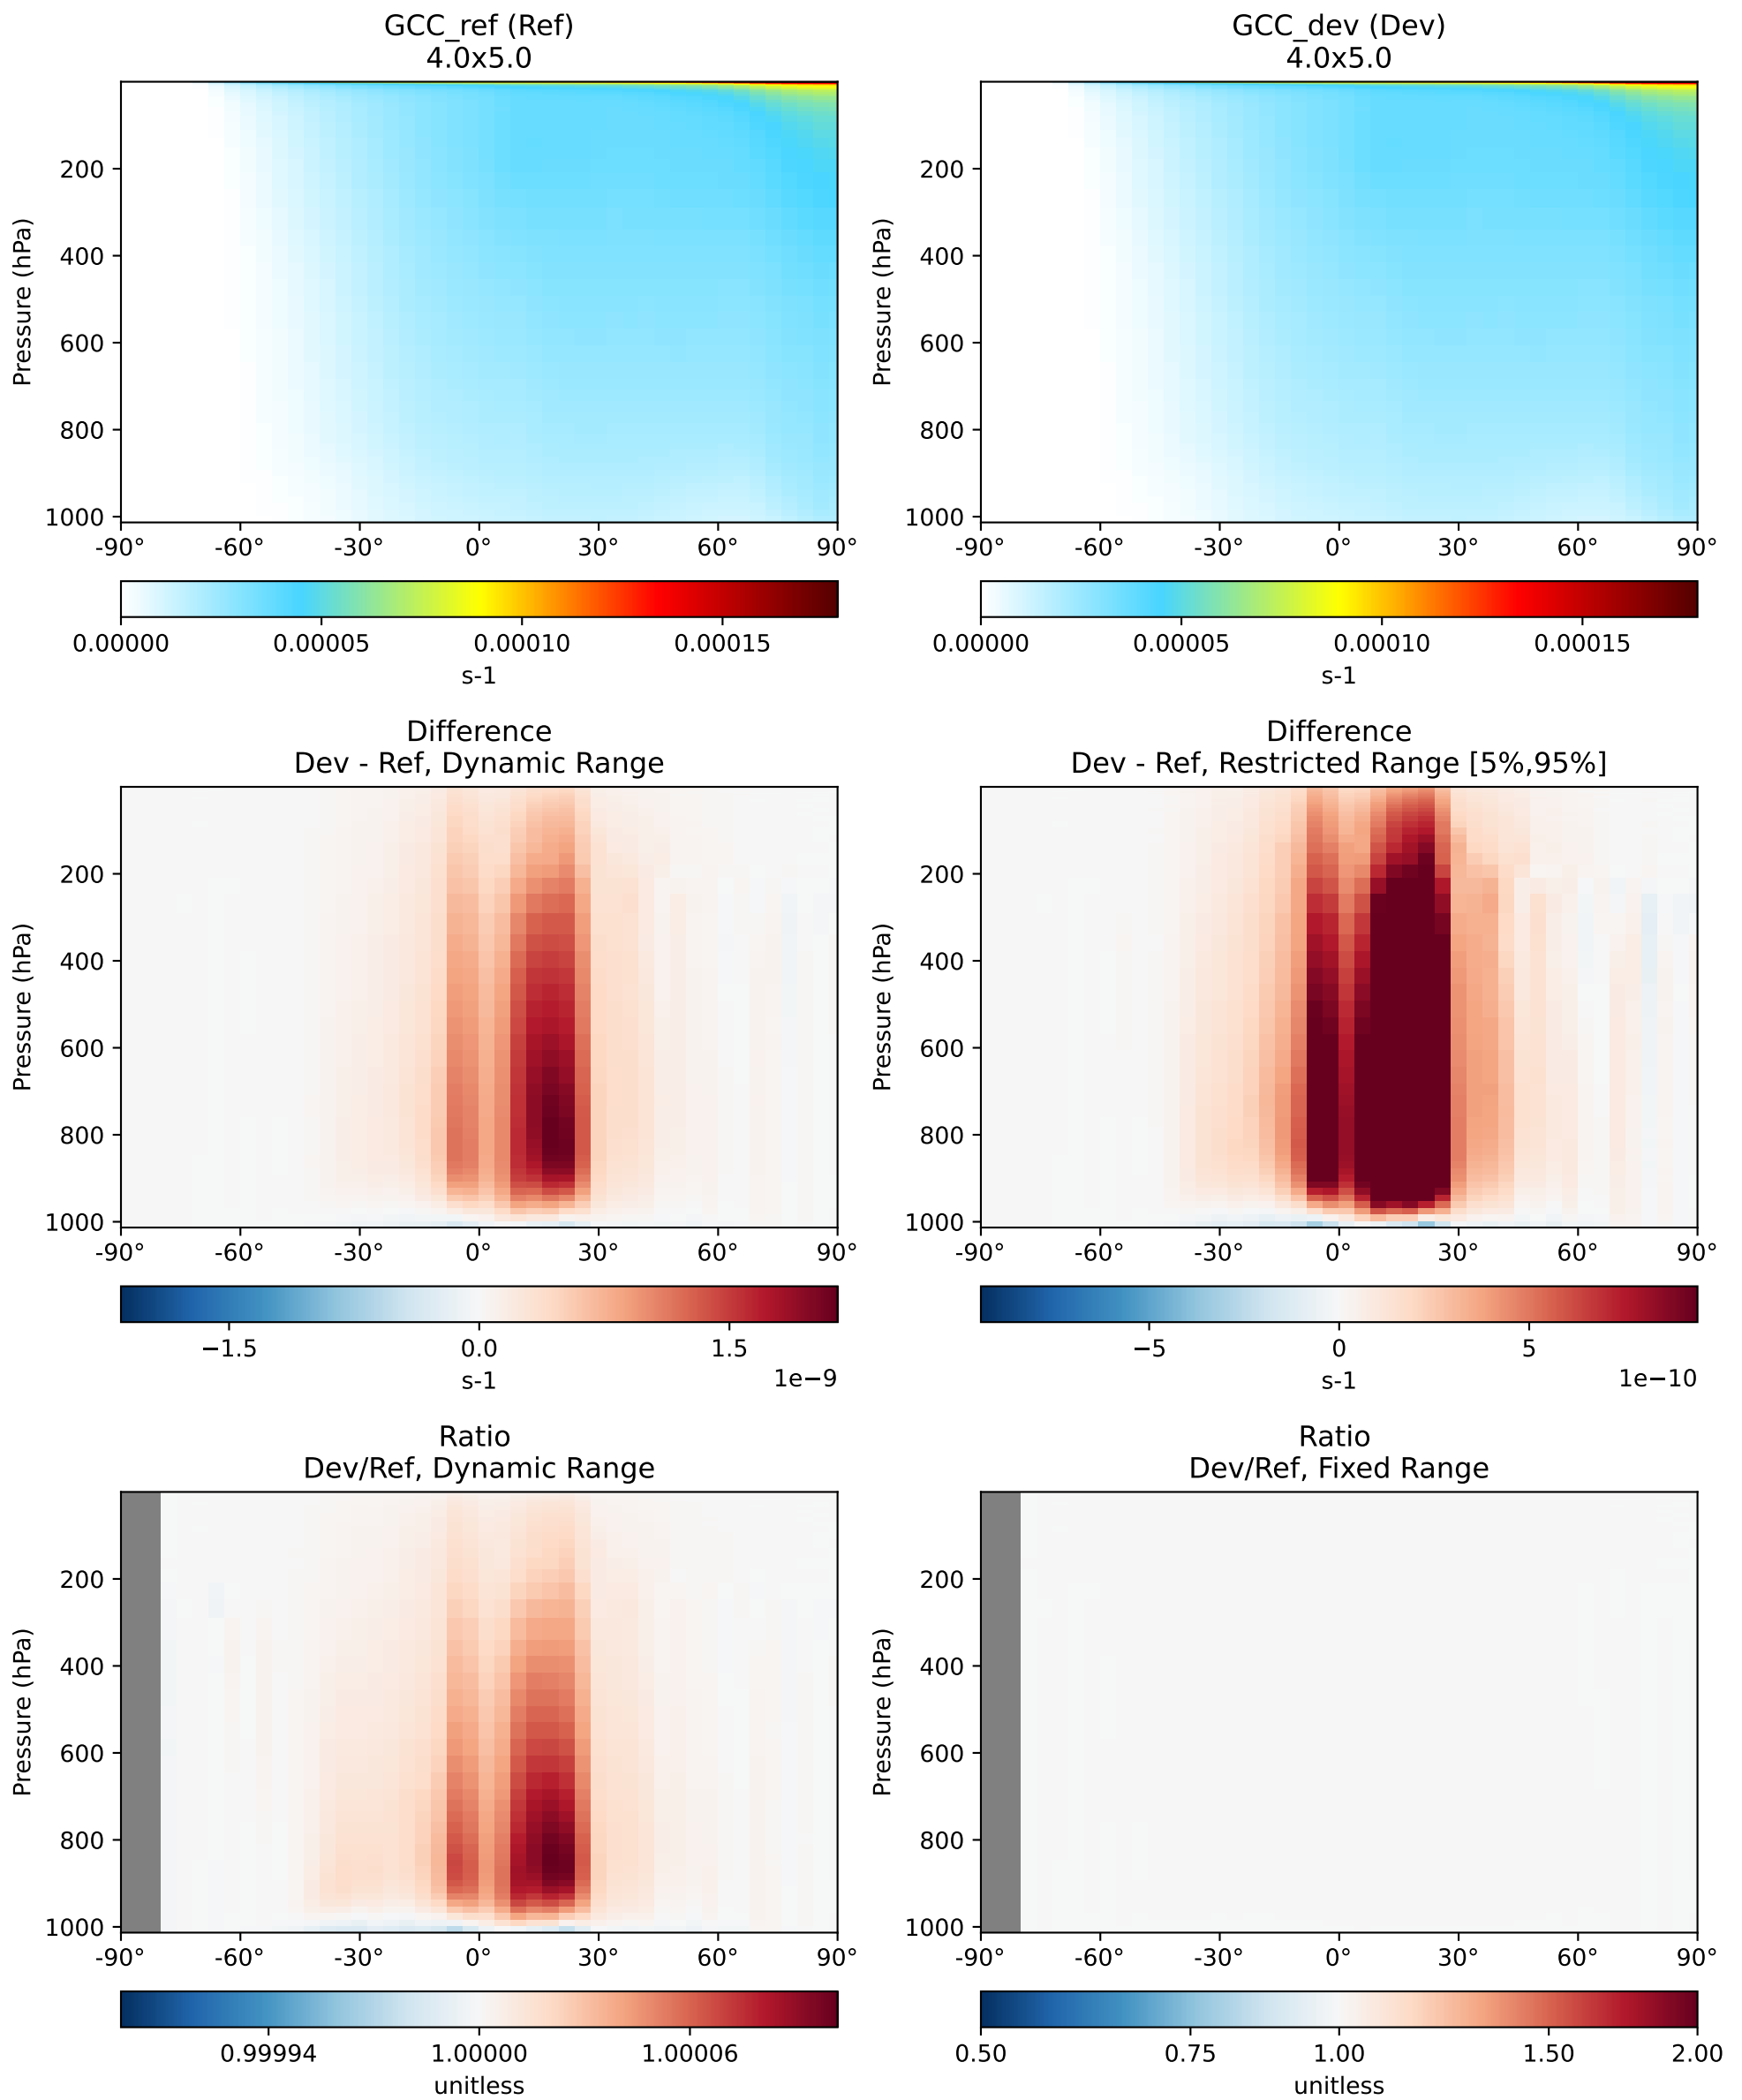 GCC_ref (Ref)
4.0x5.0
GCC_dev (Dev)
4.0x5.0
Pressure (hPa)
200
400
600
800
1000
-90° -60° -30° 0° 30° 60° 90°
0.00000 0.00005 0.00010 0.00015
s-1
Pressure (hPa)
200
400
600
800
1000
-90° -60° -30° 0° 30° 60° 90°
0.00000 0.00005 0.00010 0.00015
s-1
Difference
Dev - Ref, Dynamic Range
Difference
Dev - Ref, Restricted Range [5%,95%]
Pressure (hPa)
200
400
600
800
1000
-90° -60° -30° 0° 30° 60° 90°
−1.5 0.0 1.5
s-1
1e−9
Pressure (hPa)
200
400
600
800
1000
-90° -60° -30° 0° 30° 60° 90°
−5 0 5
s-1
1e−10
Ratio
Dev/Ref, Dynamic Range
Ratio
Dev/Ref, Fixed Range
Pressure (hPa)
200
400
600
800
1000
-90° -60° -30° 0° 30° 60° 90°
0.99994 1.00000 1.00006
unitless
Pressure (hPa)
200
400
600
800
1000
-90° -60° -30° 0° 30° 60° 90°
0.50 0.75 1.00 1.50 2.00
unitless